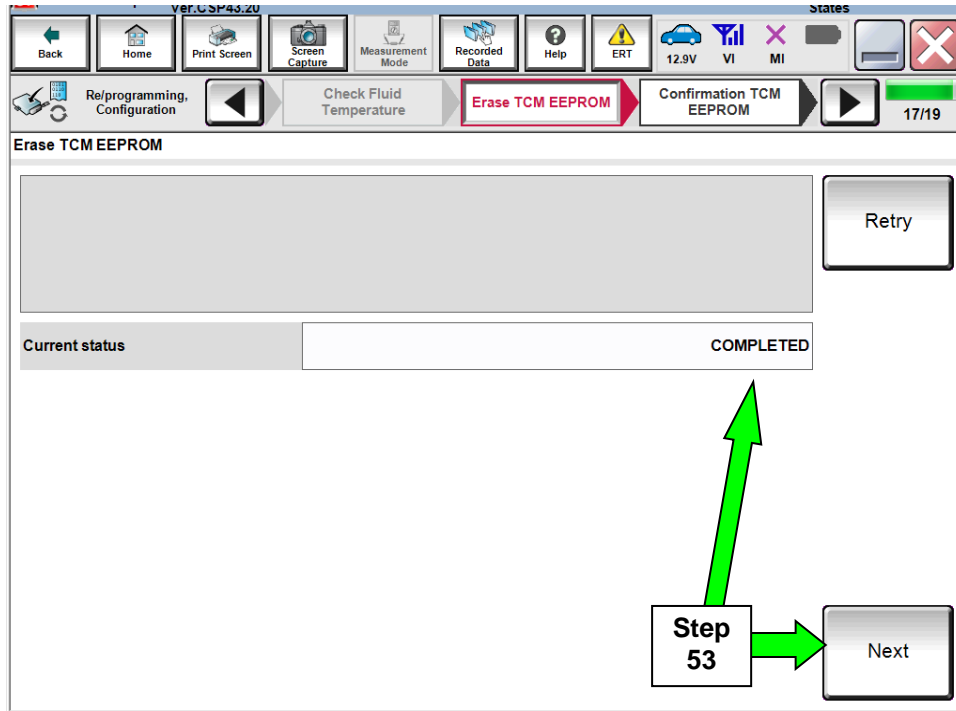 Ver.CSP43.20
States
Back
Home
Print Screen
Screen
Capture
Measurement
Mode
Recorded
Data
Help
ERT
12.9V
VI
MI
Re/programming,
Configuration
Check Fluid
Temperature
Erase TCM EEPROM
Confirmation TCM
EEPROM
17/19
Erase TCM EEPROM
Retry
Current status
COMPLETED
Step
53
Next